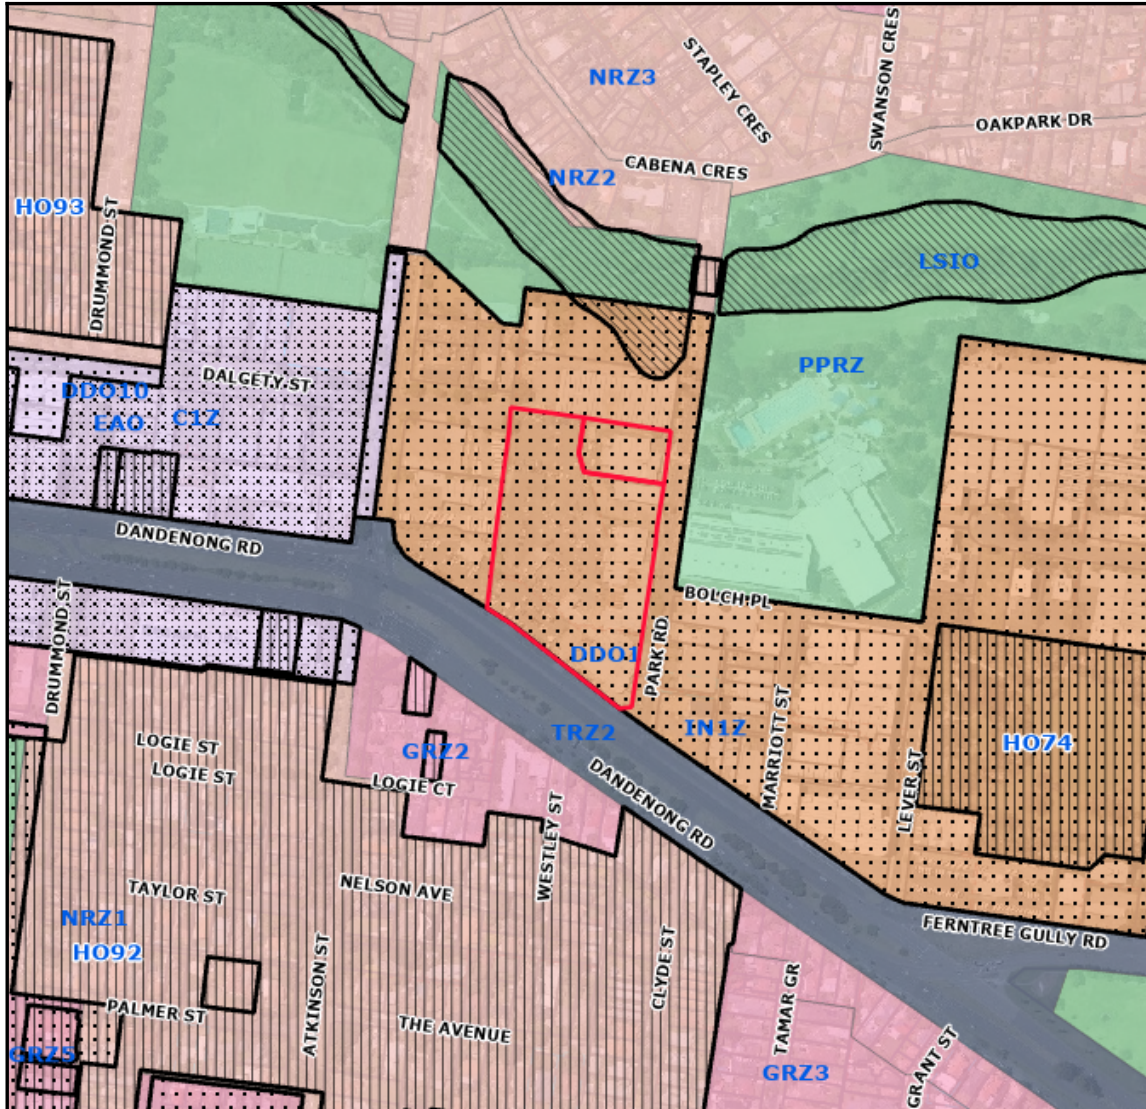 SWANSON CRES
STAPLEY CRES
NRZ3
OAKPARK DR
CABENA CRES
NRZ2
HO93
DRUMMOND ST
LSIO
PPRZ
DALGETY ST
DDO10
EAO
C1Z
DANDENONG RD
DRUMMOND ST
BOLCH PL
DDO1
PARK RD
TRZ2
IN1Z
MARRIOTT ST
HO74
LEVER ST
LOGIE ST
LOGIE ST
GRZ2
LOGIE CT
DANDENONG RD
WESTLEY ST
TAYLOR ST
NELSON AVE
NRZ1
HO92
FERNTREE GULLY RD
CLYDE ST
ATKINSON ST
TAMAR GR
PALMER ST
THE AVENUE
GRZ5
GRZ3
GRANT ST